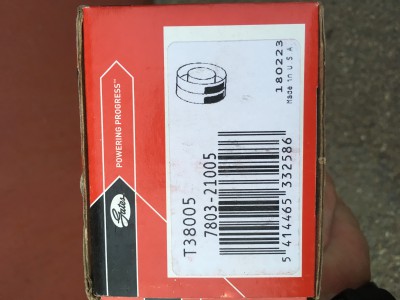 Gates
POWERING PROGRESS™
T38005
7803-21005
5 414465 332586
180223
Made in U S A